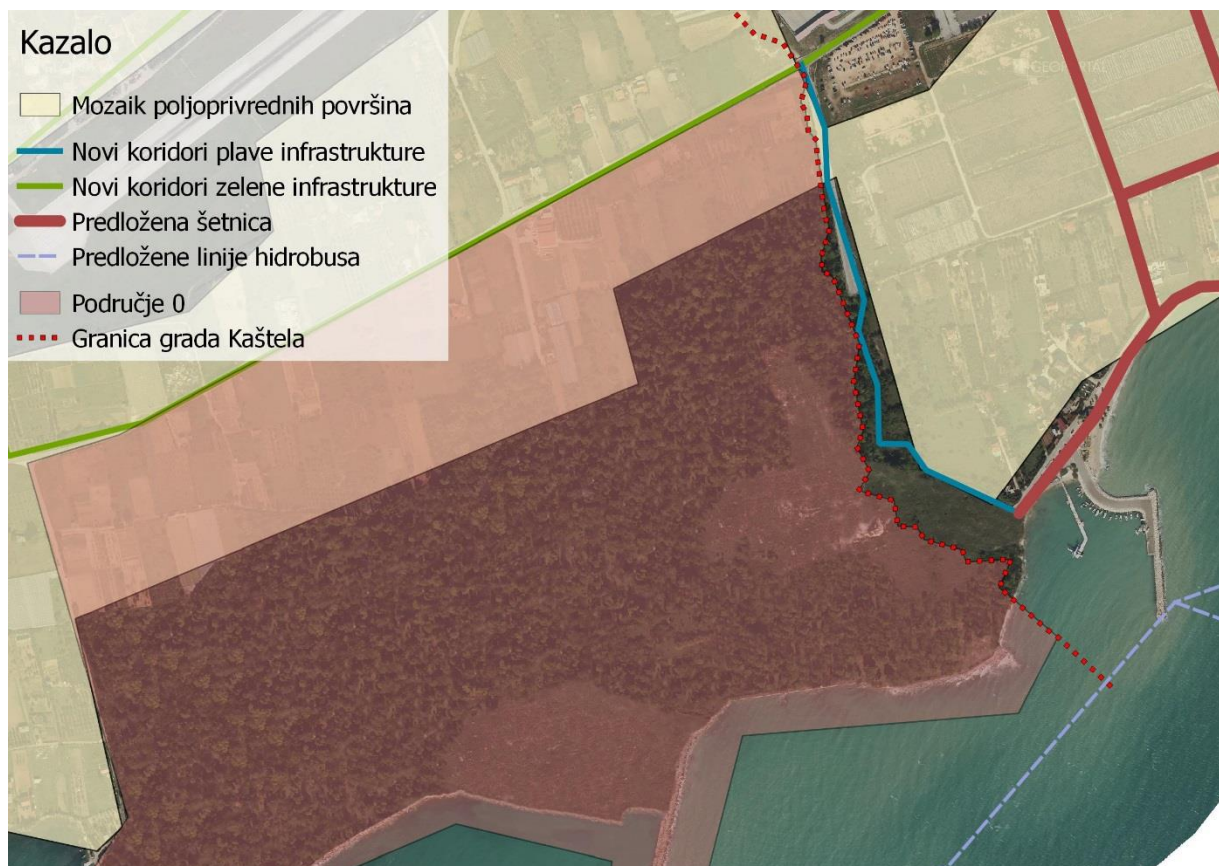 Kazalo
Mozaik poljoprivrednih površina
Novi koridori plave infrastrukture
Novi koridori zelene infrastrukture
Predložena šetnica
Predložene linije hidrobusa
Područje 0
Granica grada Kaštela